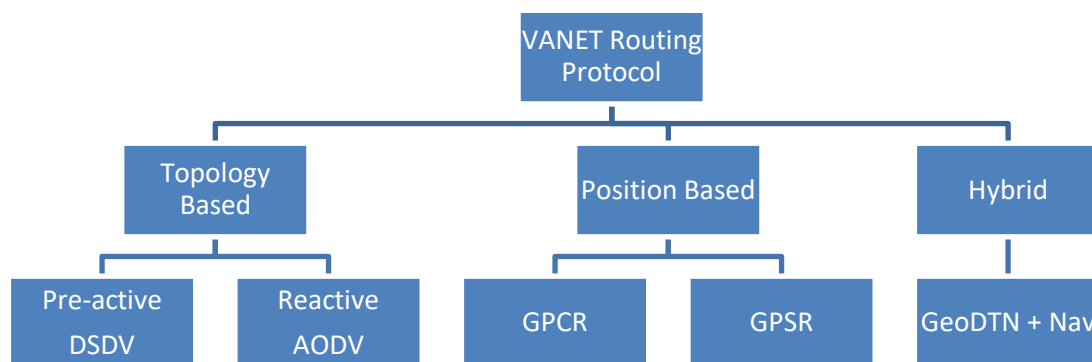 VANET Routing
Protocol
Topology
Based
Position Based
Hybrid
Pre-active
DSDV
Reactive
AODV
GPCR
GPSR
GeoDTN + Nav